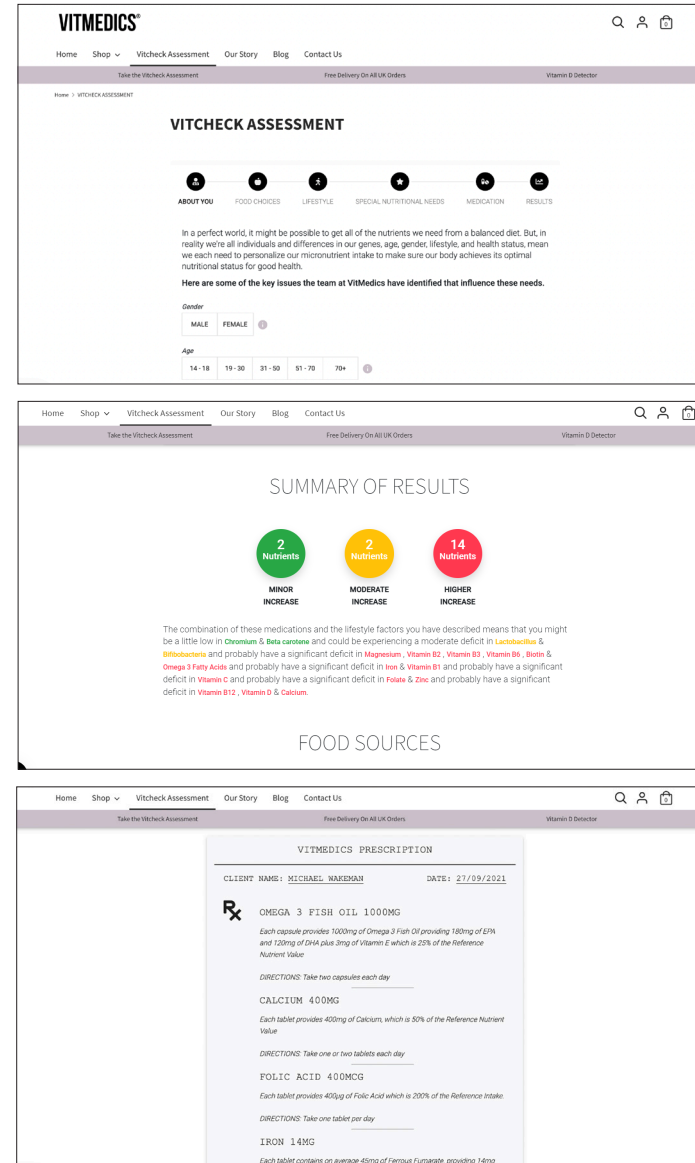 VITMEDICS®
0
Home Shop Vitcheck Assessment Our Story Blog Contact Us
Take the Vitcheck Assessment Free Delivery On All UK Orders Vitamin D Detector
Home > VITCHECK ASSESSMENT
VITCHECK ASSESSMENT
ABOUT YOU FOOD CHOICES LIFESTYLE SPECIAL NUTRITIONAL NEEDS MEDICATION RESULTS
In a perfect world, it might be possible to get all of the nutrients we need from a balanced diet. But, in
reality we're all individuals and differences in our genes, age, gender, lifestyle, and health status, mean
we each need to personalize our micronutrient intake to make sure our body achieves its optimal
nutritional status for good health.
Here are some of the key issues the team at VitMedics have identified that influence these needs.
Gender
MALE FEMALE i
Age
14 - 18 19 - 30 31 - 50 51 - 70 70+ i
Home Shop Vitcheck Assessment Our Story Blog Contact Us 0
Take the Vitcheck Assessment Free Delivery On All UK Orders Vitamin D Detector
SUMMARY OF RESULTS
2 2 14
Nutrients Nutrients Nutrients
MINOR MODERATE HIGHER
INCREASE INCREASE INCREASE
The combination of these medications and the lifestyle factors you have described means that you might
be a little low in Chromium & Beta carotene and could be experiencing a moderate deficit in Lactobacillus &
Bifibobacteria and probably have a significant deficit in Magnesium , Vitamin B2 , Vitamin B3 , Vitamin B6 , Biotin &
Omega 3 Fatty Acids and probably have a significant deficit in Iron & Vitamin B1 and probably have a significant
deficit in Vitamin C and probably have a significant deficit in Folate & Zinc and probably have a significant
deficit in Vitamin B12 , Vitamin D & Calcium.
FOOD SOURCES
Home Shop Vitcheck Assessment Our Story Blog Contact Us 0
Take the Vitcheck Assessment Free Delivery On All UK Orders Vitamin D Detector
VITMEDICS PRESCRIPTION
CLIENT NAME: MICHAEL WAKEMAN DATE: 27/09/2021
Rx
OMEGA 3 FISH OIL 1000MG
Each capsule provides 1000mg of Omega 3 Fish Oil providing 180mg of EPA
and 120mg of DHA plus 3mg of Vitamin E which is 25% of the Reference
Nutrient Value
DIRECTIONS: Take two capsules each day
CALCIUM 400MG
Each tablet provides 400mg of Calcium, which is 50% of the Reference Nutrient
Value
DIRECTIONS: Take one or two tablets each day
FOLIC ACID 400MCG
Each tablet provides 400µg of Folic Acid which is 200% of the Reference Intake.
DIRECTIONS: Take one tablet per day
IRON 14MG
Each tablet contains on average 45mg of Ferrous Fumarate, providing 14mg